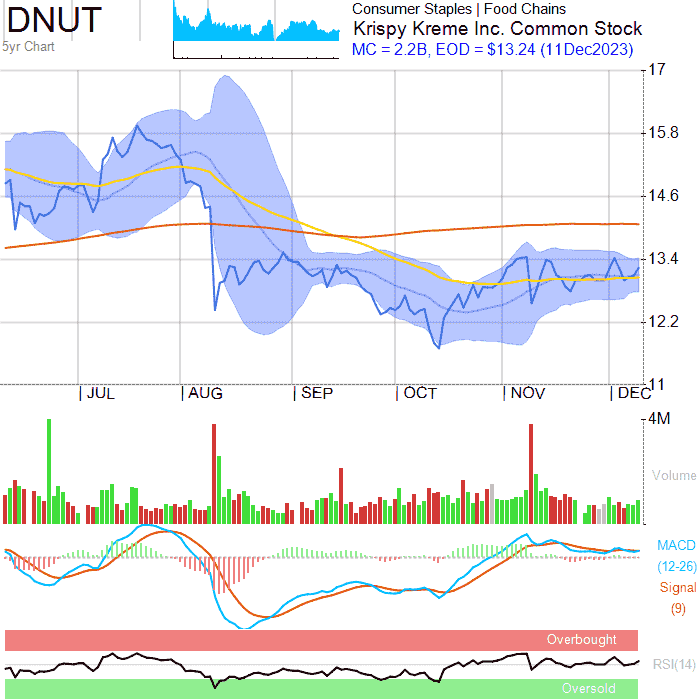 DNUT
5yr Chart
Consumer Staples | Food Chains
Krispy Kreme Inc. Common Stock
MC = 2.2B, EOD = $13.24 (11Dec2023)
17
15.8
14.6
13.4
12.2
11
| JUL | AUG | SEP | OCT | NOV | DEC
4M
Volume
MACD
(12-26)
Signal
(9)
Overbought
RSI(14)
Oversold